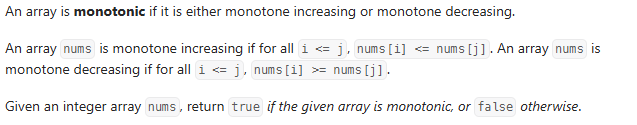 An array is monotonic if it is either monotone increasing or monotone decreasing.
An array nums is monotone increasing if for all i <= j, nums[i] <= nums[j]. An array nums is
monotone decreasing if for all i <= j, nums[i] >= nums[j].
Given an integer array nums, return true if the given array is monotonic, or false otherwise.